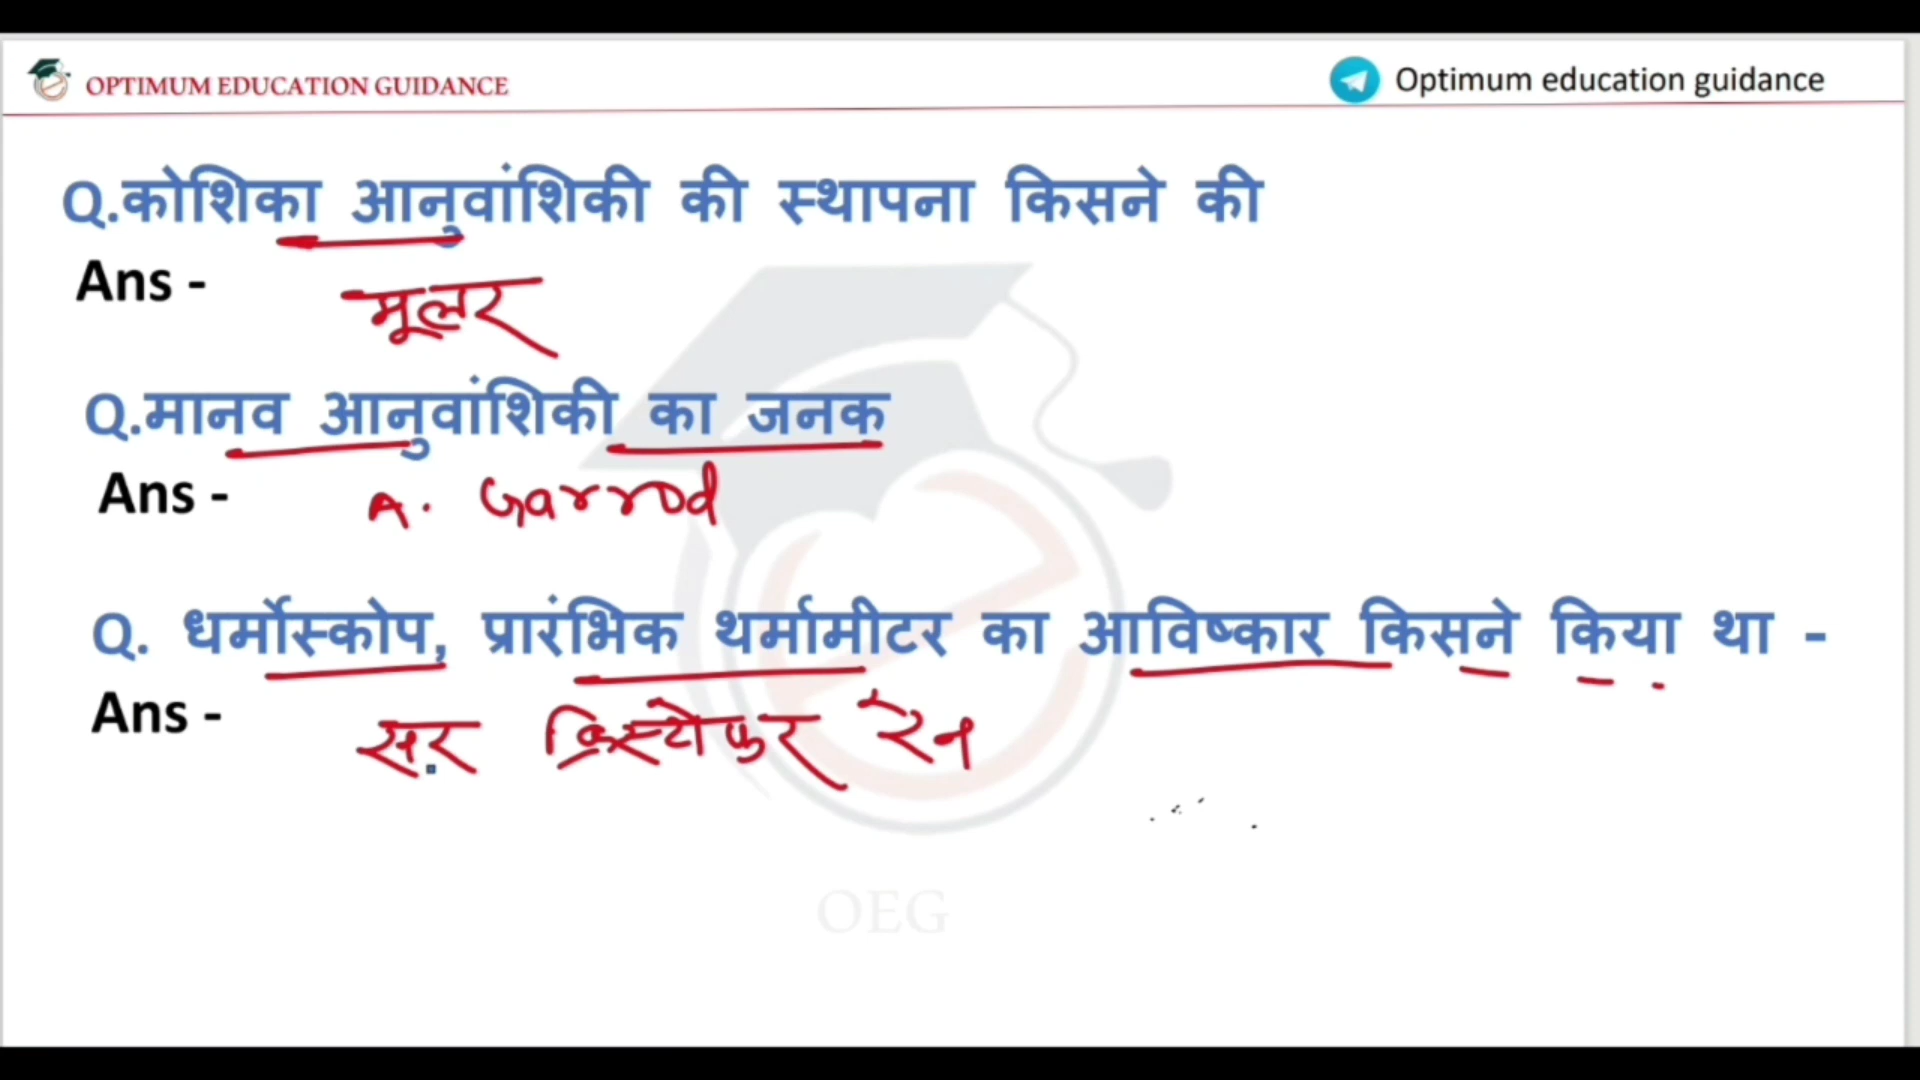 OPTIMUM EDUCATION GUIDANCE
Optimum education guidance
Q.कोशिका आनुवांशिकी की स्थापना किसने की
Ans - मूलर
Q.मानव आनुवांशिकी का जनक
Ans - A. Garrod
Q. धर्मोस्कोप, प्रारंभिक थर्मामीटर का आविष्कार किसने किया था -
Ans - सर क्रिस्टोफर रेन
OEG